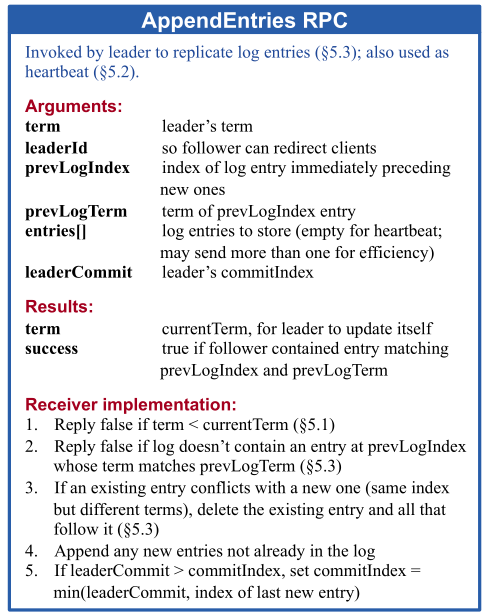 AppendEntries RPC
Invoked by leader to replicate log entries (§5.3); also used as
heartbeat (§5.2).
Arguments:
term leader’s term
leaderId so follower can redirect clients
prevLogIndex index of log entry immediately preceding
new ones
prevLogTerm term of prevLogIndex entry
entries[] log entries to store (empty for heartbeat;
may send more than one for efficiency)
leaderCommit leader’s commitIndex
Results:
term currentTerm, for leader to update itself
success true if follower contained entry matching
prevLogIndex and prevLogTerm
Receiver implementation:
1. Reply false if term < currentTerm (§5.1)
2. Reply false if log doesn’t contain an entry at prevLogIndex
whose term matches prevLogTerm (§5.3)
3. If an existing entry conflicts with a new one (same index
but different terms), delete the existing entry and all that
follow it (§5.3)
4. Append any new entries not already in the log
5. If leaderCommit > commitIndex, set commitIndex =
min(leaderCommit, index of last new entry)